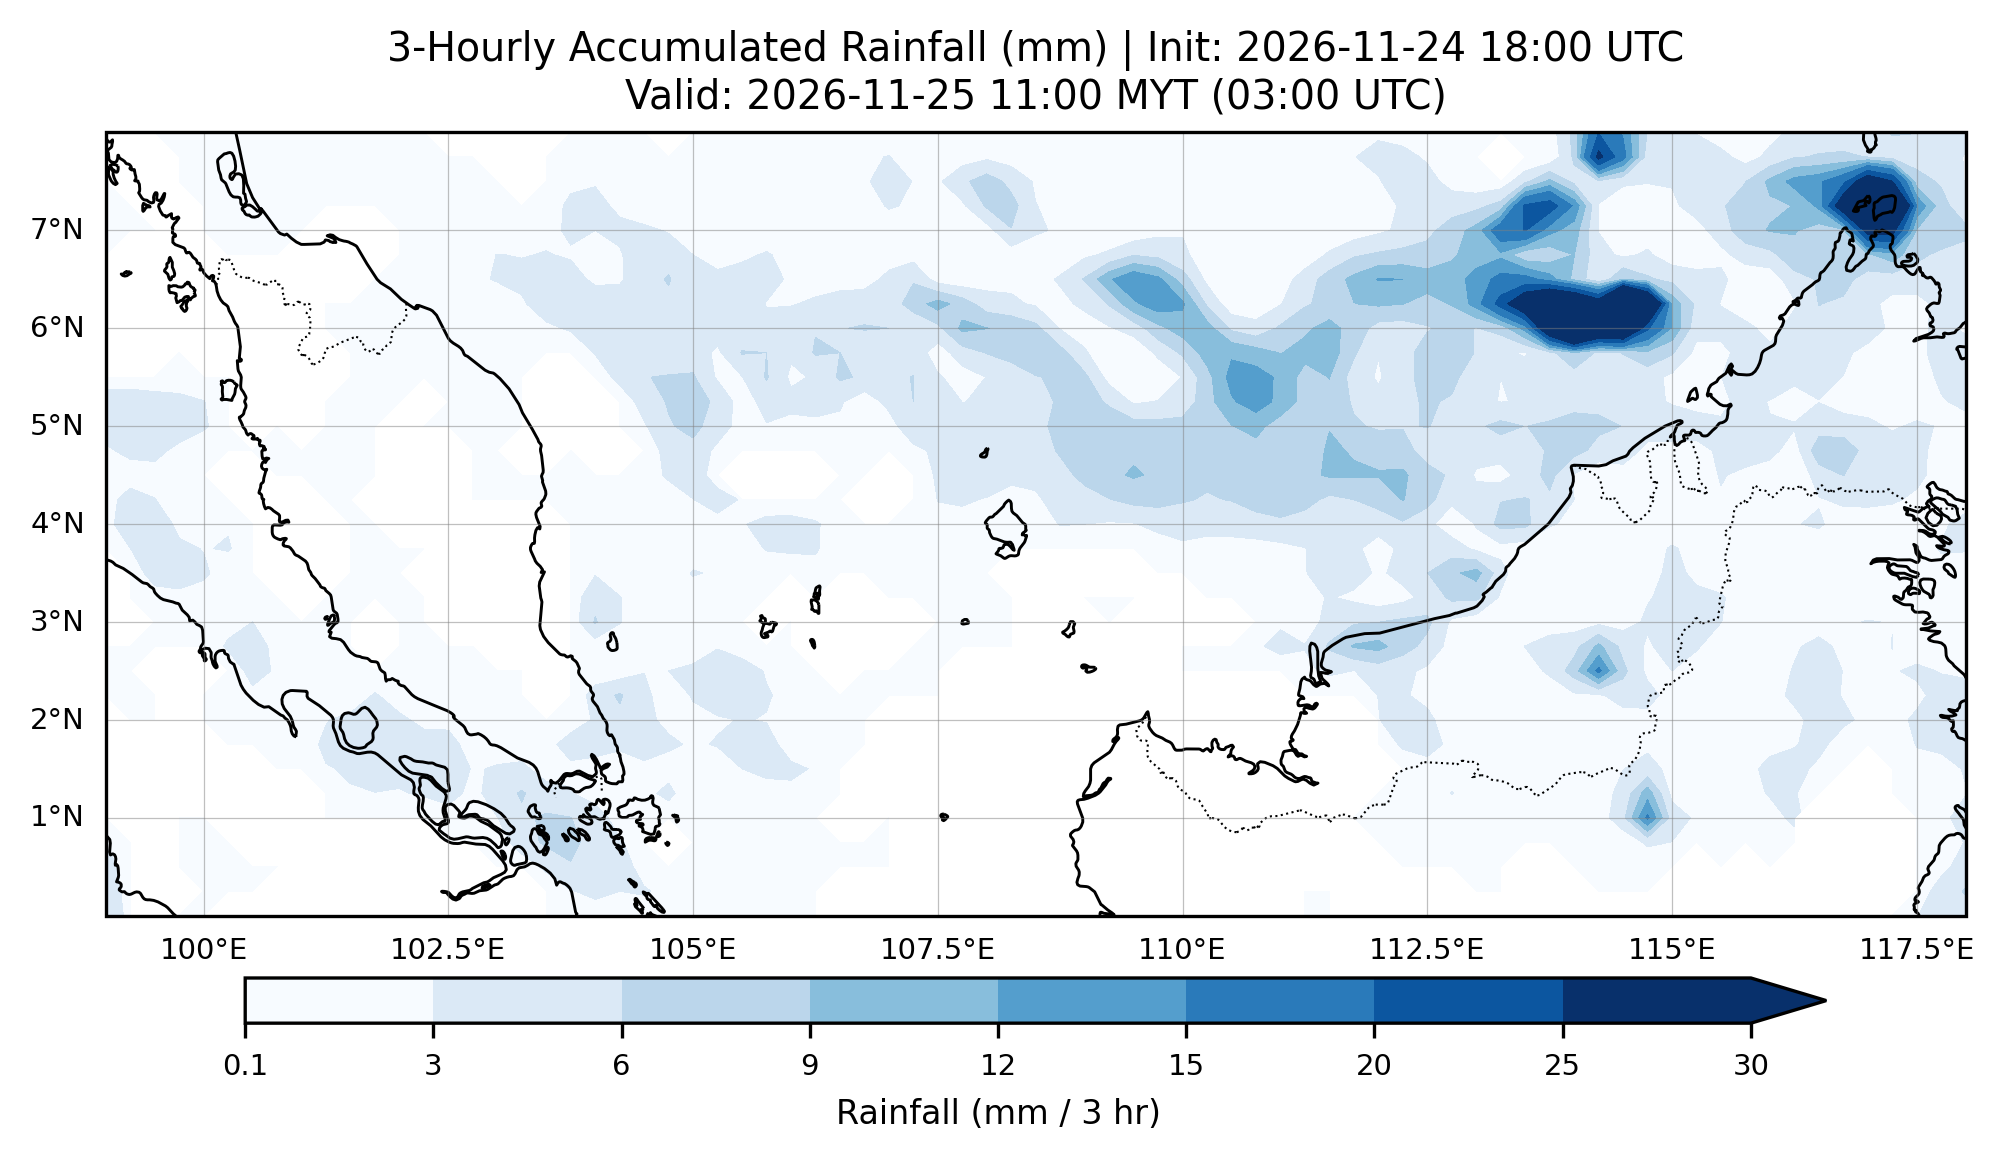 3-Hourly Accumulated Rainfall (mm) | Init: 2026-11-24 18:00 UTC
Valid: 2026-11-25 11:00 MYT (03:00 UTC)
7°N
6°N
5°N
4°N
3°N
2°N
1°N
100°E 102.5°E 105°E 107.5°E 110°E 112.5°E 115°E 117.5°E
0.1 3 6 9 12 15 20 25 30
Rainfall (mm / 3 hr)